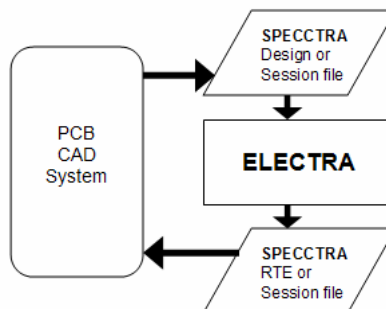 PCB
CAD
System
SPECCTRA
Design or
Session file
ELECTRA
SPECCTRA
RTE or
Session file